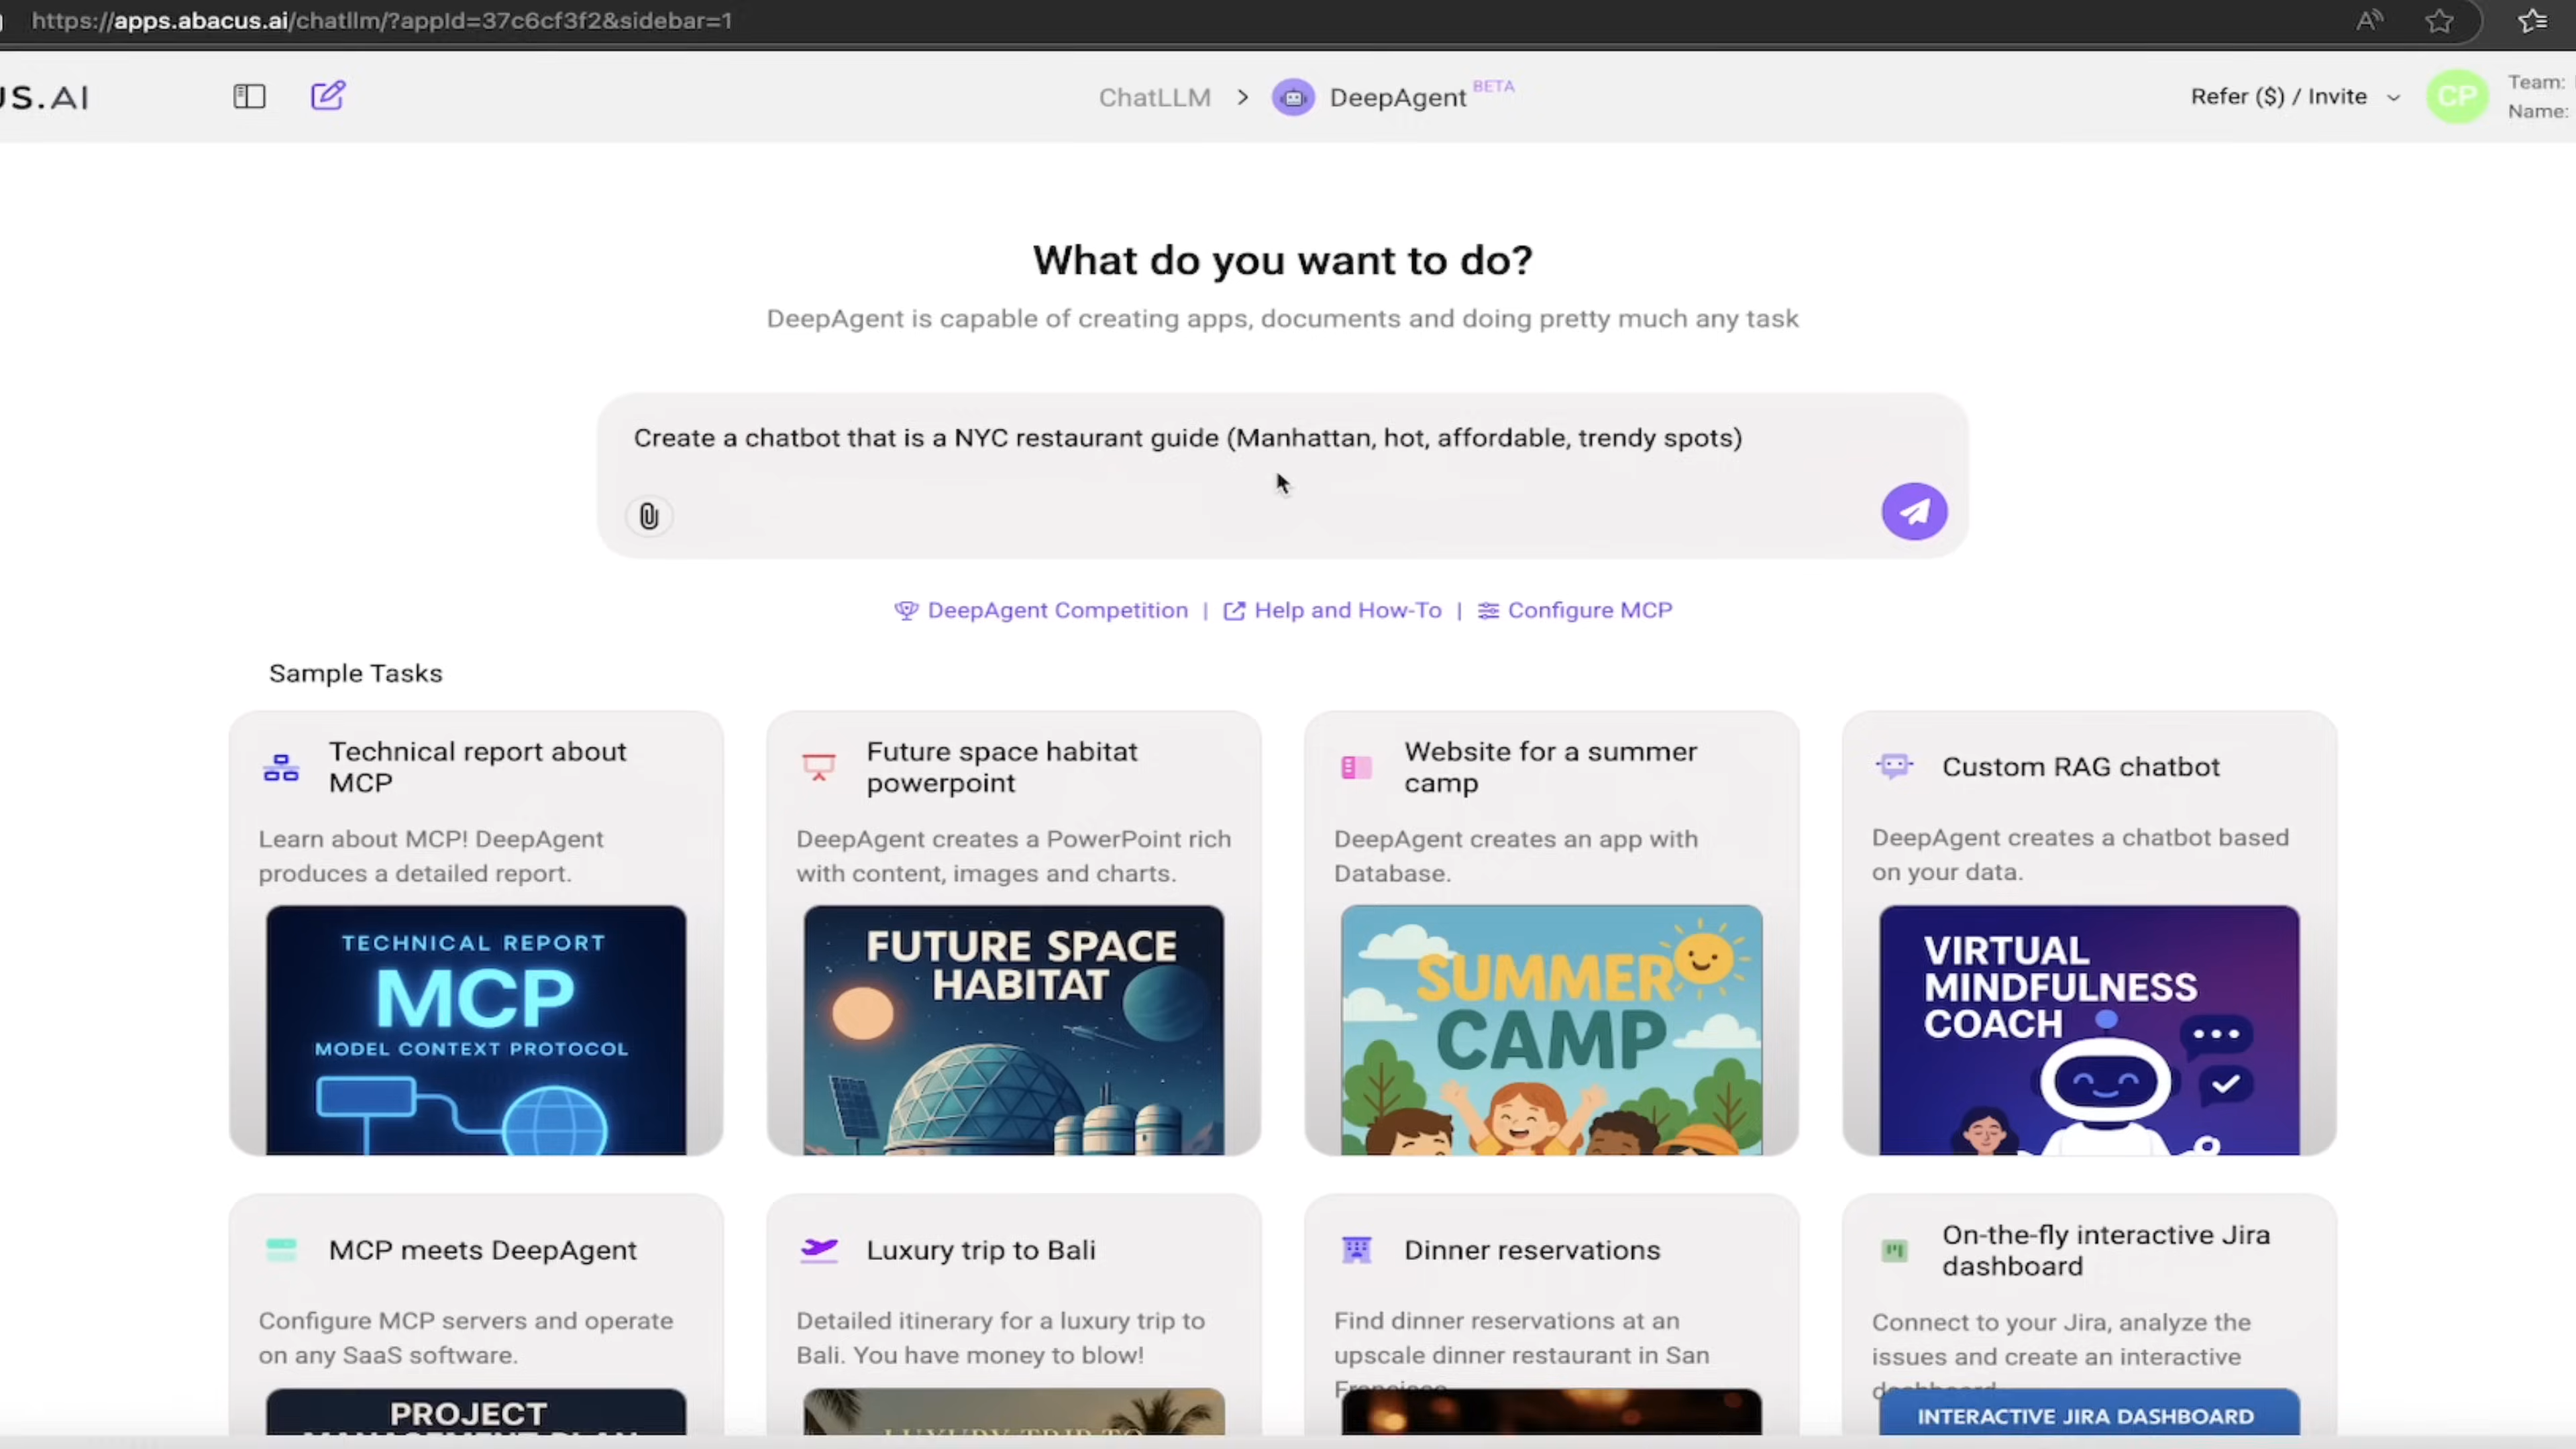 https://apps.abacus.ai/chatllm/?appId=37c6cf3f2&sidebar=1
US.AI
ChatLLM > DeepAgent BETA
Refer ($) / Invite
CP
Team:
Name:
What do you want to do?
DeepAgent is capable of creating apps, documents and doing pretty much any task
Create a chatbot that is a NYC restaurant guide (Manhattan, hot, affordable, trendy spots)
DeepAgent Competition | Help and How-To | Configure MCP
Sample Tasks
Technical report about
MCP
Learn about MCP! DeepAgent
produces a detailed report.
TECHNICAL REPORT
MCP
MODEL CONTEXT PROTOCOL
Future space habitat
powerpoint
DeepAgent creates a PowerPoint rich
with content, images and charts.
FUTURE SPACE
HABITAT
Website for a summer
camp
DeepAgent creates an app with
Database.
SUMMER
CAMP
Custom RAG chatbot
DeepAgent creates a chatbot based
on your data.
VIRTUAL
MINDFULNESS
COACH
MCP meets DeepAgent
Configure MCP servers and operate
on any SaaS software.
PROJECT
MANAGEMENT PLAN
Luxury trip to Bali
Detailed itinerary for a luxury trip to
Bali. You have money to blow!
LUXURY TRIP TO
Dinner reservations
Find dinner reservations at an
upscale dinner restaurant in San
Francisco
On-the-fly interactive Jira
dashboard
Connect to your Jira, analyze the
issues and create an interactive
dashboard
INTERACTIVE JIRA DASHBOARD